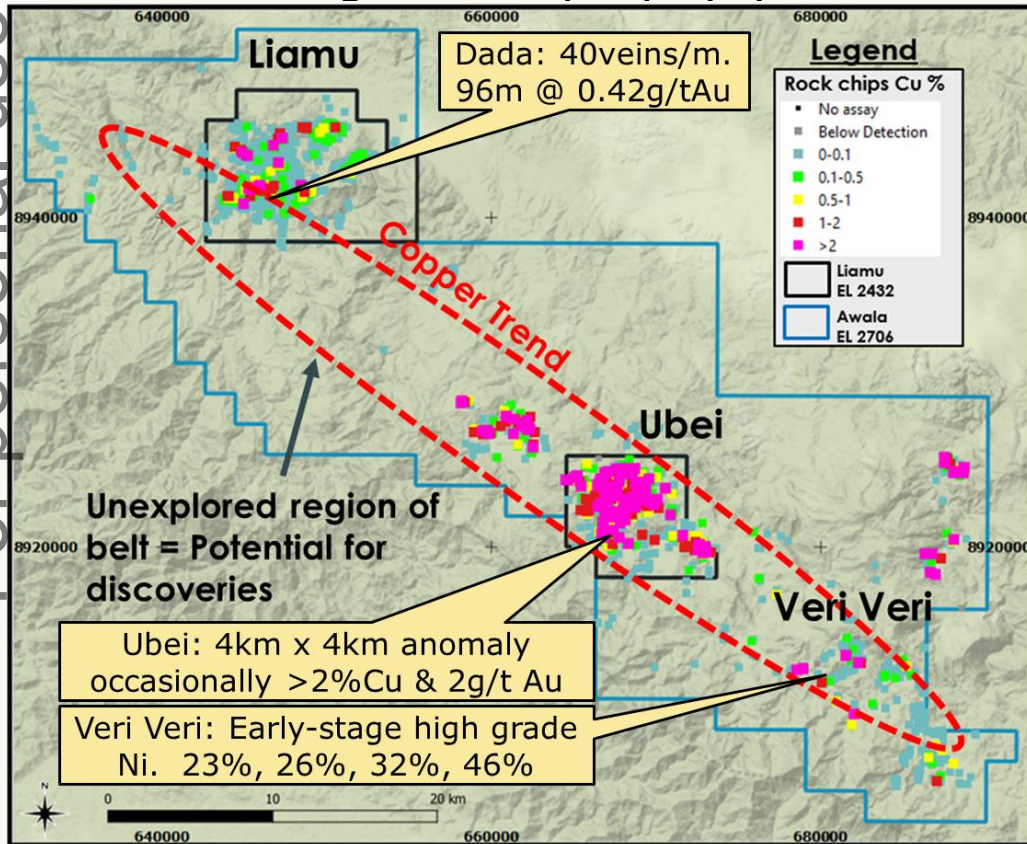 640000
660000
680000
Liamu
Dada: 40veins/m.
96m @ 0.42g/tAu
Legend
Rock chips Cu %
No assay
Below Detection
0-0.1
0.1-0.5
0.5-1
1-2
>2
Liamu
EL 2432
Awala
EL 2706
8940000
8940000
Copper Trend
Ubei
Unexplored region of
belt = Potential for
discoveries
8920000
8920000
Veri Veri
Ubei: 4km x 4km anomaly
occasionally >2%Cu & 2g/t Au
Veri Veri: Early-stage high grade
Ni. 23%, 26%, 32%, 46%
N
0
10
20 km
640000
660000
680000